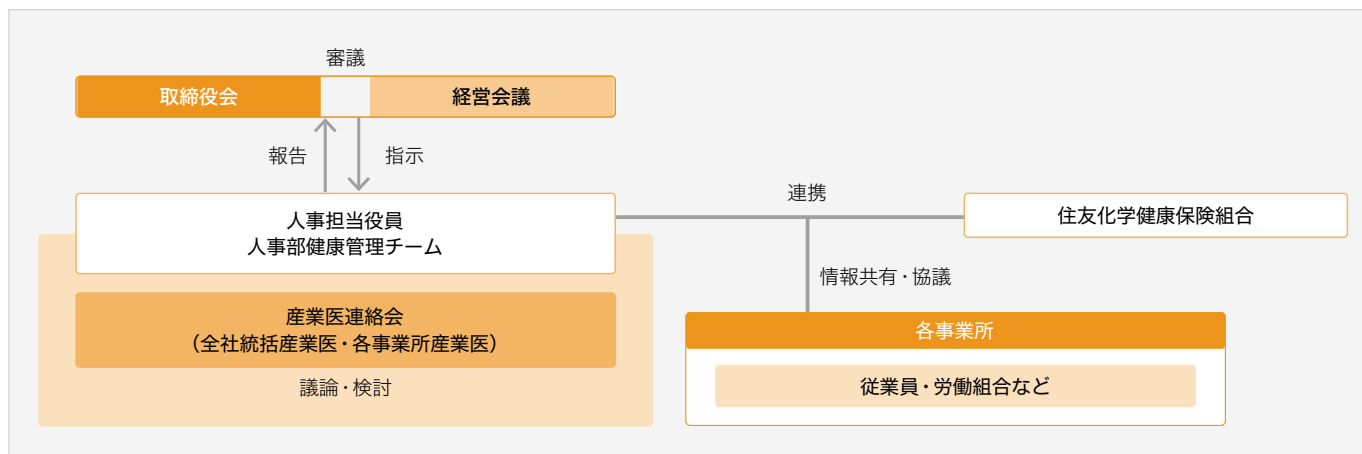 審議
取締役会
経営会議
報告
指示
人事担当役員
人事部健康管理チーム
連携
住友化学健康保険組合
情報共有・協議
産業医連絡会
（全社統括産業医・各事業所産業医）
議論・検討
各事業所
従業員・労働組合など